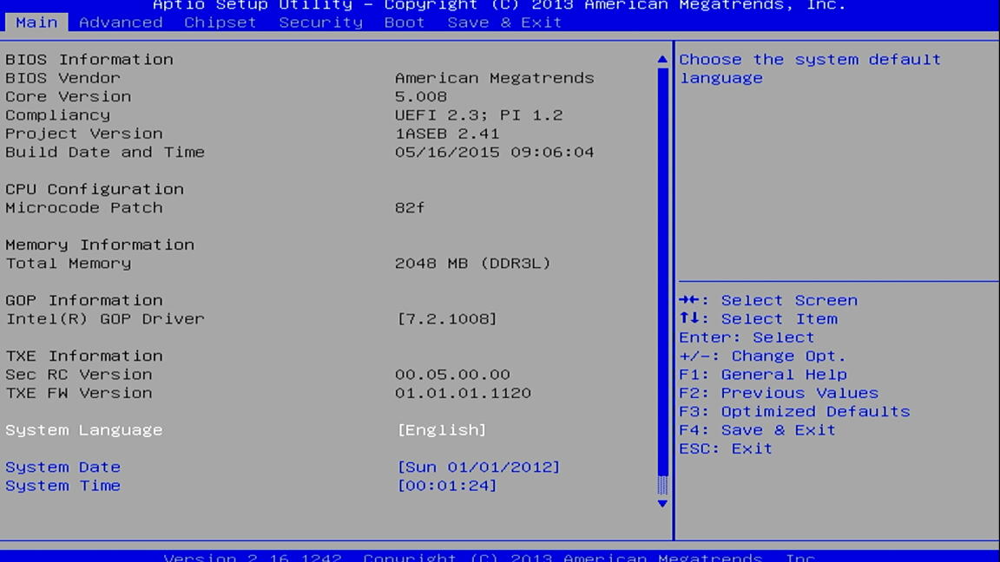 Aptio Setup Utility – Copyright (C) 2013 American Megatrends, Inc.
Main Advanced Chipset Security Boot Save & Exit
BIOS Information
BIOS Vendor American Megatrends
Core Version 5.008
Compliancy UEFI 2.3; PI 1.2
Project Version 1ASEB 2.41
Build Date and Time 05/16/2015 09:06:04
CPU Configuration
Microcode Patch 82f
Memory Information
Total Memory 2048 MB (DDR3L)
GOP Information
Intel(R) GOP Driver [7.2.1008]
TXE Information
Sec RC Version 00.05.00.00
TXE FW Version 01.01.01.1120
System Language [English]
System Date [Sun 01/01/2012]
System Time [00:01:24]
Choose the system default
language
→←: Select Screen
↑↓: Select Item
Enter: Select
+/-: Change Opt.
F1: General Help
F2: Previous Values
F3: Optimized Defaults
F4: Save & Exit
ESC: Exit
Version 2.16.1242. Copyright (C) 2013 American Megatrends, Inc.